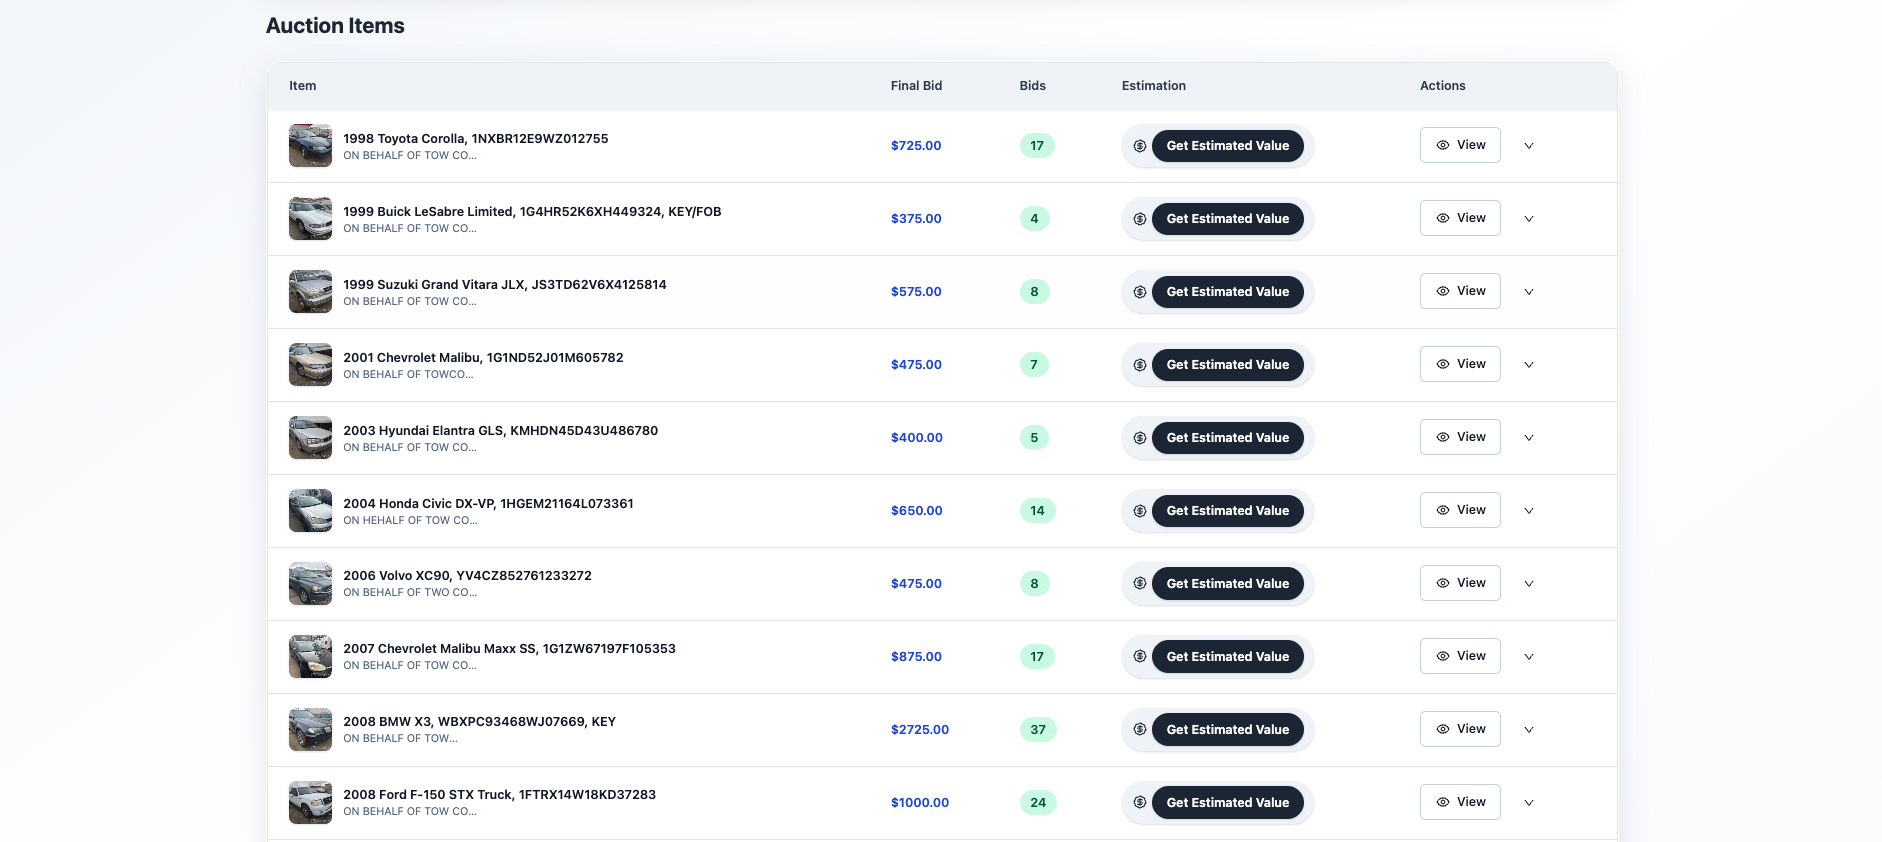 Auction Items
Item Final Bid Bids Estimation Actions
1998 Toyota Corolla, 1NXBR12E9WZ012755
ON BEHALF OF TOW CO...
$725.00 17 Get Estimated Value View
1999 Buick LeSabre Limited, 1G4HR52K6XH449324, KEY/FOB
ON BEHALF OF TOW CO...
$375.00 4 Get Estimated Value View
1999 Suzuki Grand Vitara JLX, JS3TD62V6X4125814
ON BEHALF OF TOW CO...
$575.00 8 Get Estimated Value View
2001 Chevrolet Malibu, 1G1ND52J01M605782
ON BEHALF OF TOWCO...
$475.00 7 Get Estimated Value View
2003 Hyundai Elantra GLS, KMHDN45D43U486780
ON BEHALF OF TOW CO...
$400.00 5 Get Estimated Value View
2004 Honda Civic DX-VP, 1HGEM21164L073361
ON HEHALF OF TOW CO...
$650.00 14 Get Estimated Value View
2006 Volvo XC90, YV4CZ852761233272
ON BEHALF OF TWO CO...
$475.00 8 Get Estimated Value View
2007 Chevrolet Malibu Maxx SS, 1G1ZW67197F105353
ON BEHALF OF TOW CO...
$875.00 17 Get Estimated Value View
2008 BMW X3, WBXPC93468WJ07669, KEY
ON BEHALF OF TOW...
$2725.00 37 Get Estimated Value View
2008 Ford F-150 STX Truck, 1FTRX14W18KD37283
ON BEHALF OF TOW CO...
$1000.00 24 Get Estimated Value View